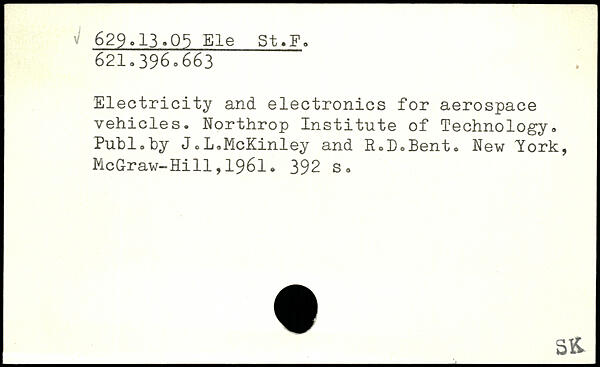 629.13.05 Ele St.F.
621.396.663
Electricity and electronics for aerospace
vehicles. Northrop Institute of Technology.
Publ.by J.L.McKinley and R.D.Bent. New York,
McGraw-Hill,1961. 392 s.
SK